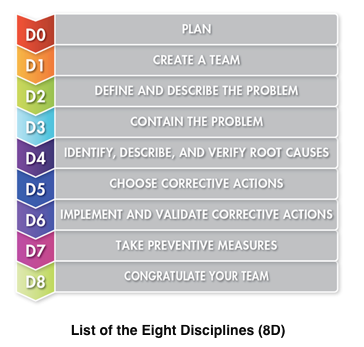 D0 PLAN
D1 CREATE A TEAM
D2 DEFINE AND DESCRIBE THE PROBLEM
D3 CONTAIN THE PROBLEM
D4 IDENTIFY, DESCRIBE, AND VERIFY ROOT CAUSES
D5 CHOOSE CORRECTIVE ACTIONS
D6 IMPLEMENT AND VALIDATE CORRECTIVE ACTIONS
D7 TAKE PREVENTIVE MEASURES
D8 CONGRATULATE YOUR TEAM
List of the Eight Disciplines (8D)